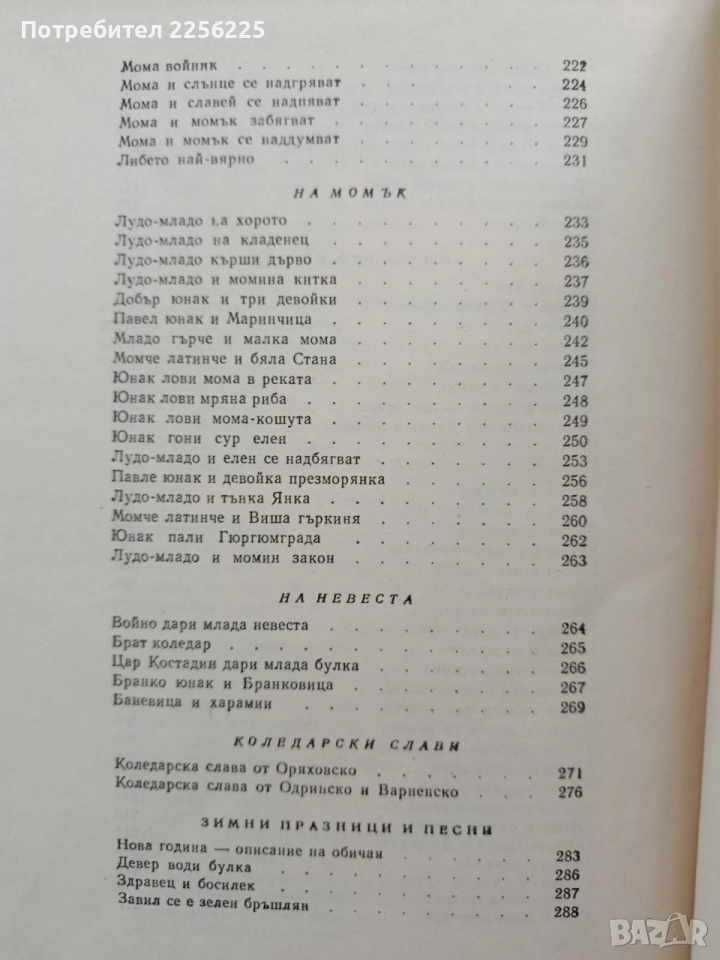 Потребител 2256225
Мома войник . . . . . . . . . . . . . 222
Мома и слънце се надгряват . . . . . . . 224
Мома и славей се надпяват . . . . . . . 226
Мома и момък забягват . . . . . . . . 227
Мома и момък се наддумват . . . . . . . 229
Либето най-вярно . . . . . . . . . . 231
НА МОМЪК
Лудо-младо на хорото . . . . . . . . . 233
Лудо-младо на кладенец . . . . . . . . 235
Лудо-младо кърши дърво . . . . . . . . 236
Лудо-младо и момина китка . . . . . . . 237
Добър юнак и три девойки . . . . . . . 239
Павел юнак и Маринчица . . . . . . . . 240
Младо гърче и малка мома . . . . . . . 242
Момче латинче и бяла Стана . . . . . . . 245
Юнак лови мома в реката . . . . . . . . 247
Юнак лови мряна риба . . . . . . . . . 248
Юнак лови мома-кошута . . . . . . . . 249
Юнак гони сур елен . . . . . . . . . 250
Лудо-младо и елен се надбягват . . . . . . 253
Павле юнак и девойка презморянка . . . . . 256
Лудо-младо и тънка Янка . . . . . . . . 258
Момче латинче и Виша гъркиня . . . . . . 260
Юнак пали Гюргюмграда . . . . . . . . 262
Лудо-младо и момин закон . . . . . . . 263
НА НЕВЕСТА
Войно дари млада невеста . . . . . . . . 264
Брат коледар . . . . . . . . . . . 265
Цар Костадин дари млада булка . . . . . . 266
Бранко юнак и Бранковица . . . . . . . 267
Баневица и харамии . . . . . . . . . 269
КОЛЕДАРСКИ СЛАВИ
Коледарска слава от Оряховско . . . . . . 271
Коледарска слава от Одринско и Варненско . . . 276
ЗИМНИ ПРАЗНИЦИ И ПЕСНИ
Нова година — описание на обичая . . . . . 283
Девер води булка . . . . . . . . . . 286
Здравец и босилек . . . . . . . . . . 287
Завил се е зелен бръшлян . . . . . . . . 288
BAZAR